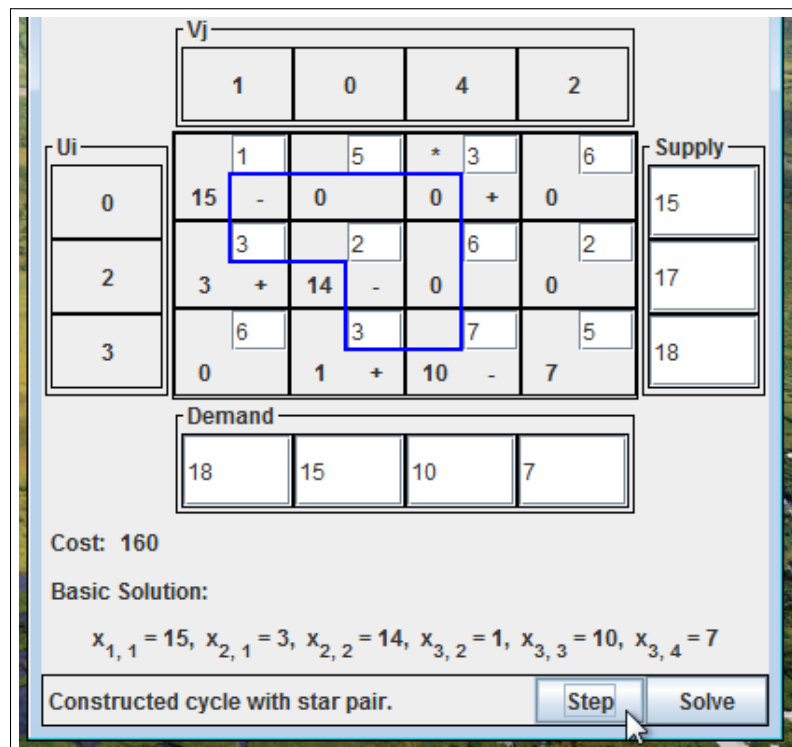 Vj
1 0 4 2
Ui
Supply
1 5 * 3 6
0 15 - 0 0 + 0 15
3 2 6 2
2 3 + 14 - 0 0 17
6 3 7 5
3 0 1 + 10 - 7 18
Demand
18 15 10 7
Cost: 160
Basic Solution:
x1, 1 = 15, x2, 1 = 3, x2, 2 = 14, x3, 2 = 1, x3, 3 = 10, x3, 4 = 7
Constructed cycle with star pair. Step Solve